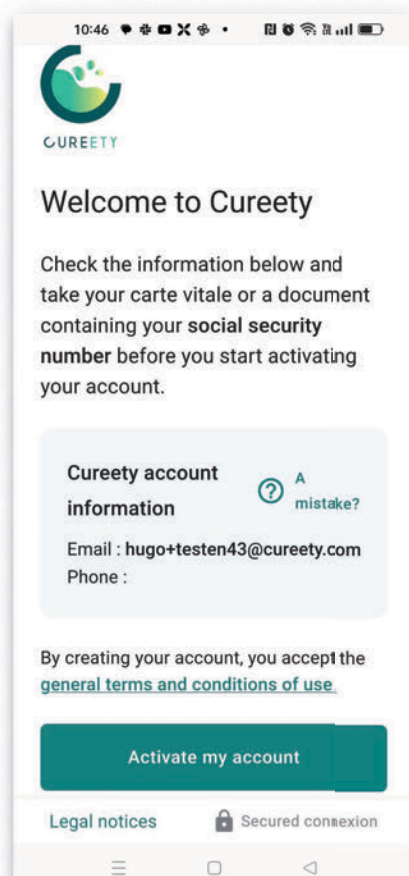 10:46
CUREETY
Welcome to Cureety
Check the information below and
take your carte vitale or a document
containing your social security
number before you start activating
your account.
Cureety account
information
A
mistake?
Email : hugo+testen43@cureety.com
Phone :
By creating your account, you accept the
general terms and conditions of use.
Activate my account
Legal notices
Secured connexion